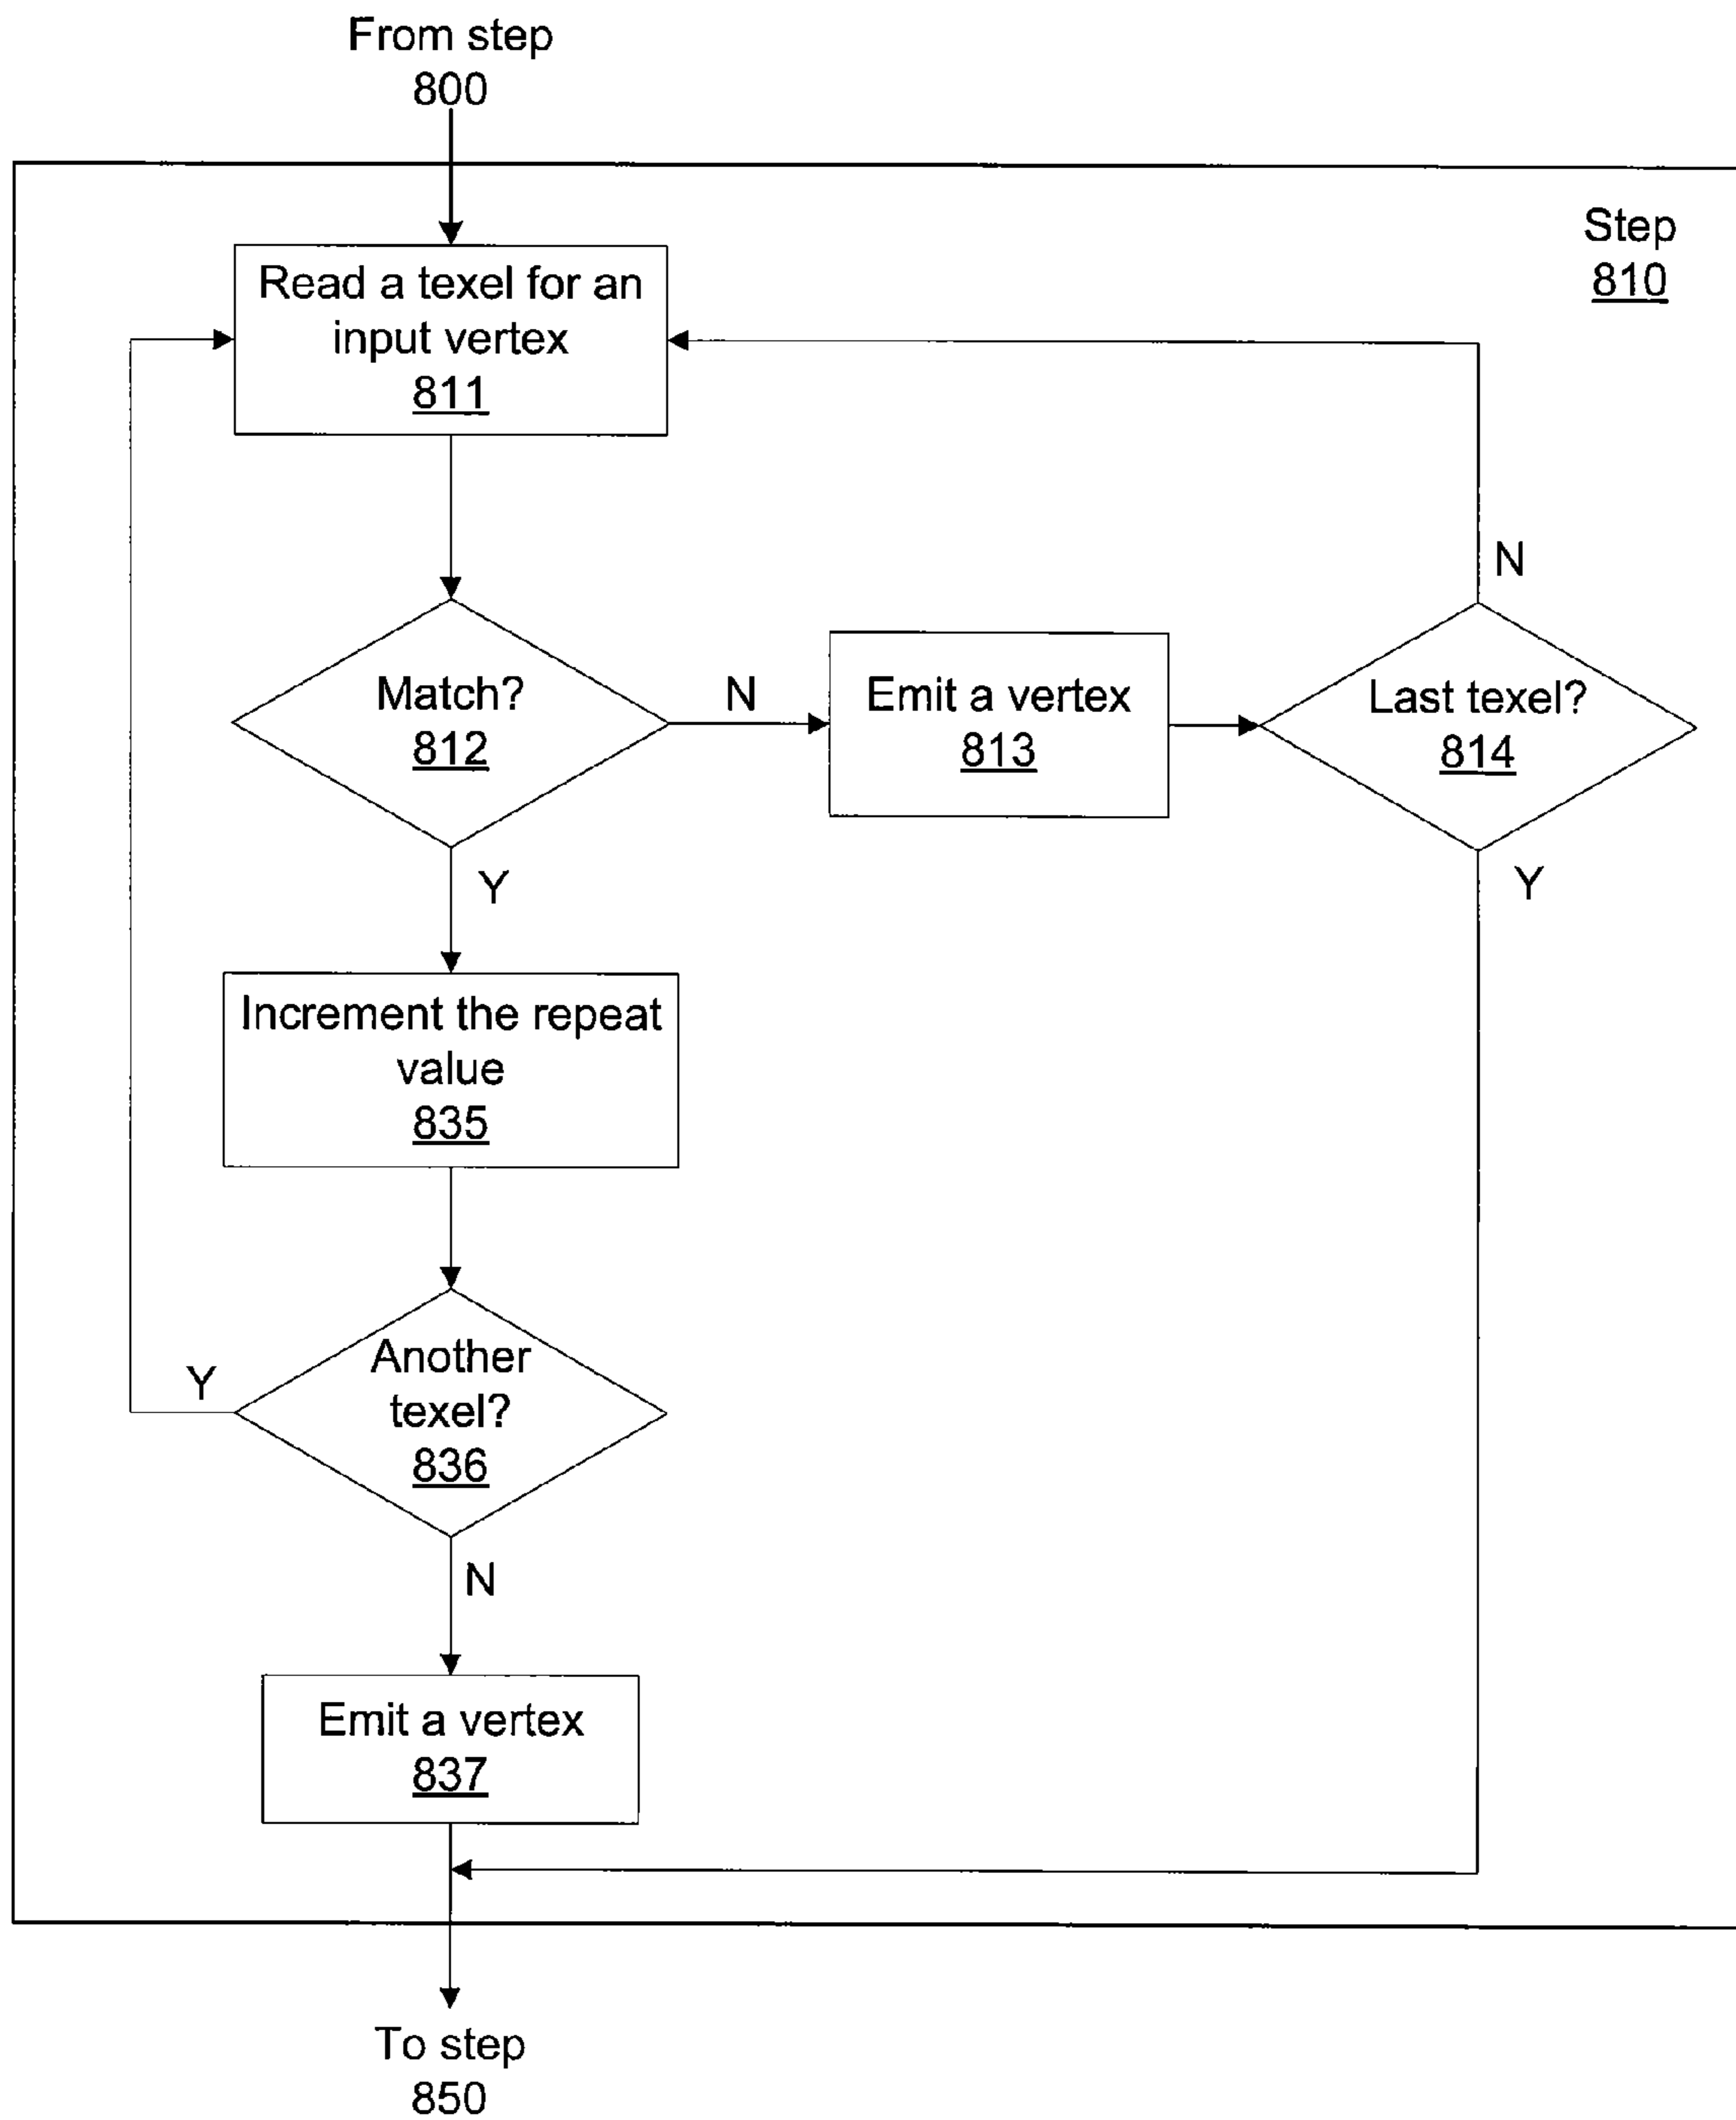 From step
800
Step
810
Read a texel for an
input vertex
811
N
Match?
812
N
Emit a vertex
813
Last texel?
814
Y
Y
Increment the repeat
value
835
Another
texel?
836
Y
N
Emit a vertex
837
To step
850